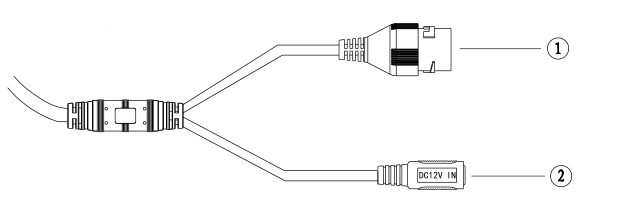 ①
DC12V IN
②